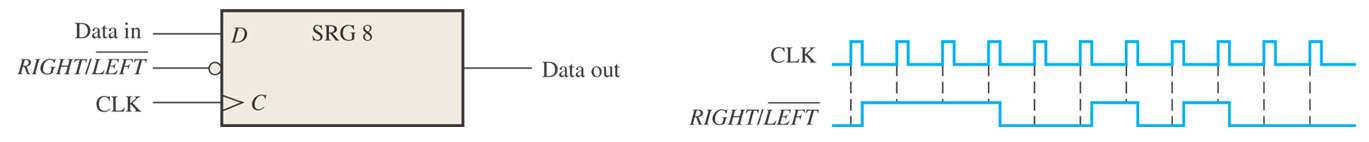 Data in
D
SRG 8
RIGHT/LEFT
Data out
CLK
C
CLK
RIGHT/LEFT